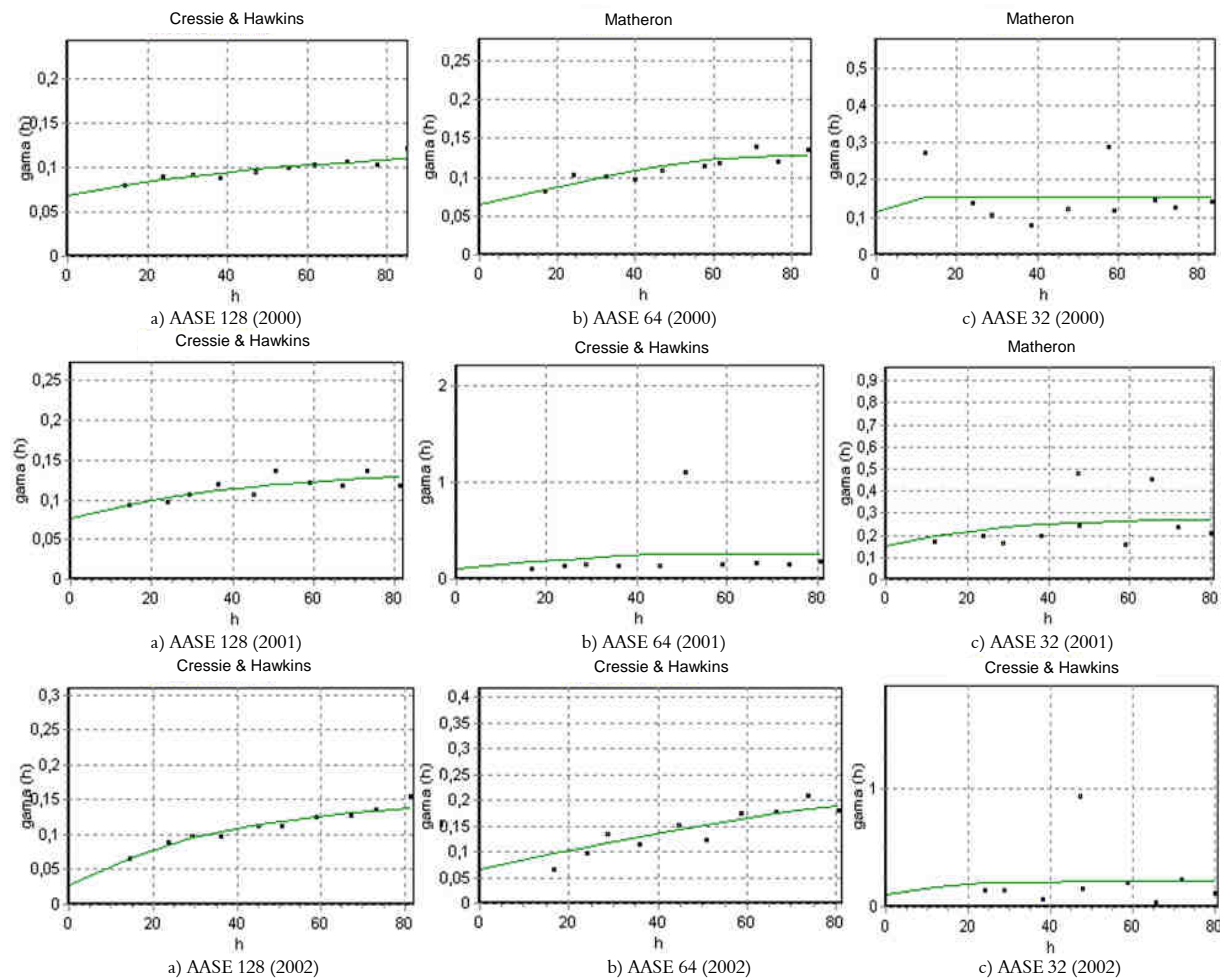 Cressie & Hawkins
gama (h)
0,2
0,15
0,1
0,05
0
0 20 40 60 80
h
a) AASE 128 (2000)
Matheron
gama (h)
0,25
0,2
0,15
0,1
0,05
0
0 20 40 60 80
h
b) AASE 64 (2000)
Matheron
gama (h)
0,5
0,4
0,3
0,2
0,1
0
0 20 40 60 80
h
c) AASE 32 (2000)
Cressie & Hawkins
gama (h)
0,25
0,2
0,15
0,1
0,05
0
0 20 40 60 80
h
a) AASE 128 (2001)
Cressie & Hawkins
gama (h)
2
1
0
0 20 40 60 80
h
b) AASE 64 (2001)
Matheron
gama (h)
0,9
0,8
0,7
0,6
0,5
0,4
0,3
0,2
0,1
0
0 20 40 60 80
h
c) AASE 32 (2001)
Cressie & Hawkins
gama (h)
0,3
0,25
0,2
0,15
0,1
0,05
0
0 20 40 60 80
h
a) AASE 128 (2002)
Cressie & Hawkins
gama (h)
0,4
0,35
0,3
0,25
0,2
0,15
0,1
0,05
0
0 20 40 60 80
h
b) AASE 64 (2002)
Cressie & Hawkins
gama (h)
1
0
0 20 40 60 80
h
c) AASE 32 (2002)